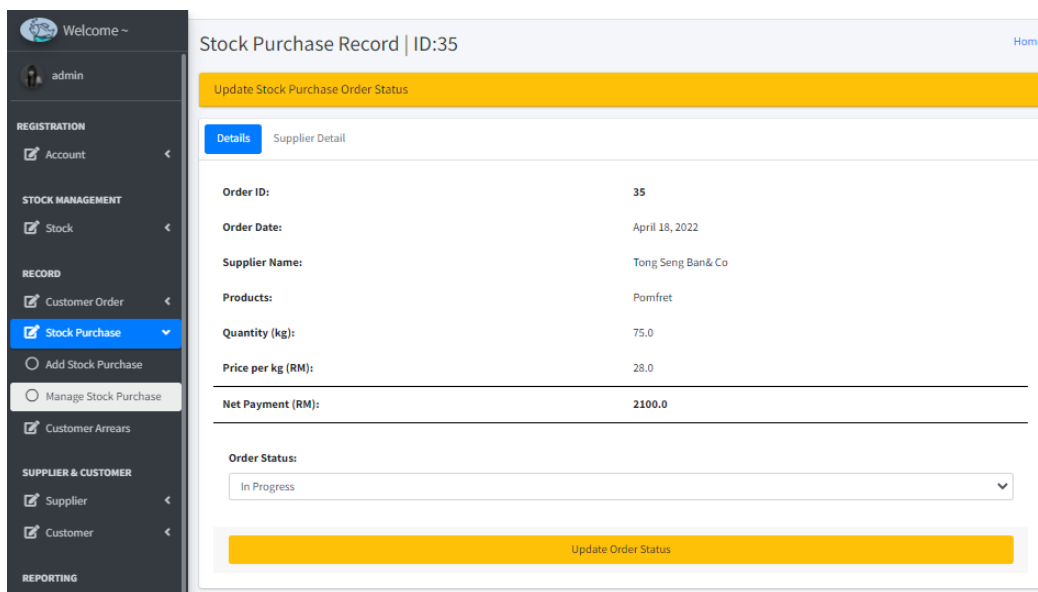 Welcome ~
admin
REGISTRATION
Account
STOCK MANAGEMENT
Stock
RECORD
Customer Order
Stock Purchase
Add Stock Purchase
Manage Stock Purchase
Customer Arrears
SUPPLIER & CUSTOMER
Supplier
Customer
REPORTING
Stock Purchase Record | ID:35
Home
Update Stock Purchase Order Status
Details Supplier Detail
Order ID: 35
Order Date: April 18, 2022
Supplier Name: Tong Seng Ban& Co
Products: Pomfret
Quantity (kg): 75.0
Price per kg (RM): 28.0
Net Payment (RM): 2100.0
Order Status:
In Progress
Update Order Status